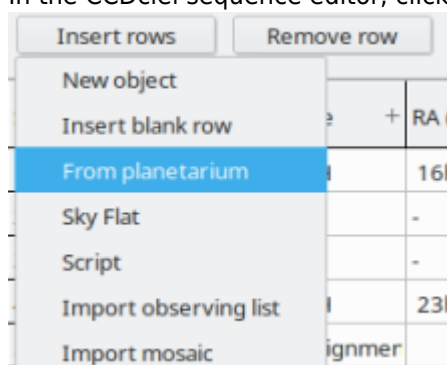 In the CCDciel sequence editor, click
Insert rows Remove row
New object
Insert blank row
+ RA
From planetarium
16h
Sky Flat
-
Script
-
Import observing list
23h
Import mosaic